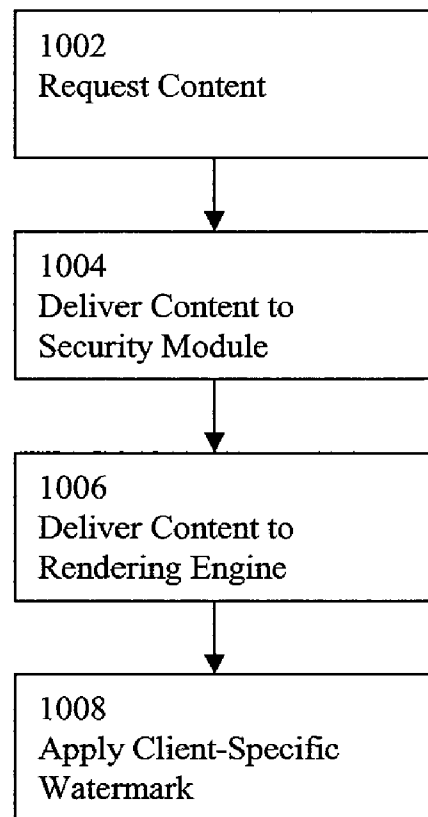 1002
Request Content
1004
Deliver Content to
Security Module
1006
Deliver Content to
Rendering Engine
1008
Apply Client-Specific
Watermark